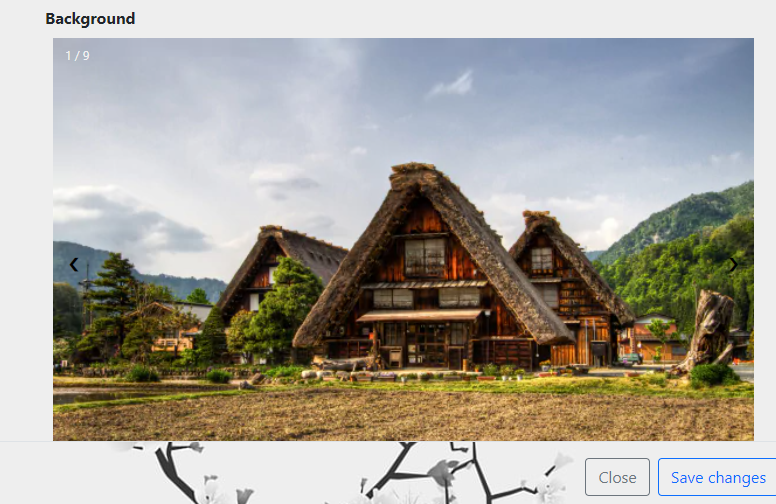 Background
1 / 9
❮
❯
Close
Save changes